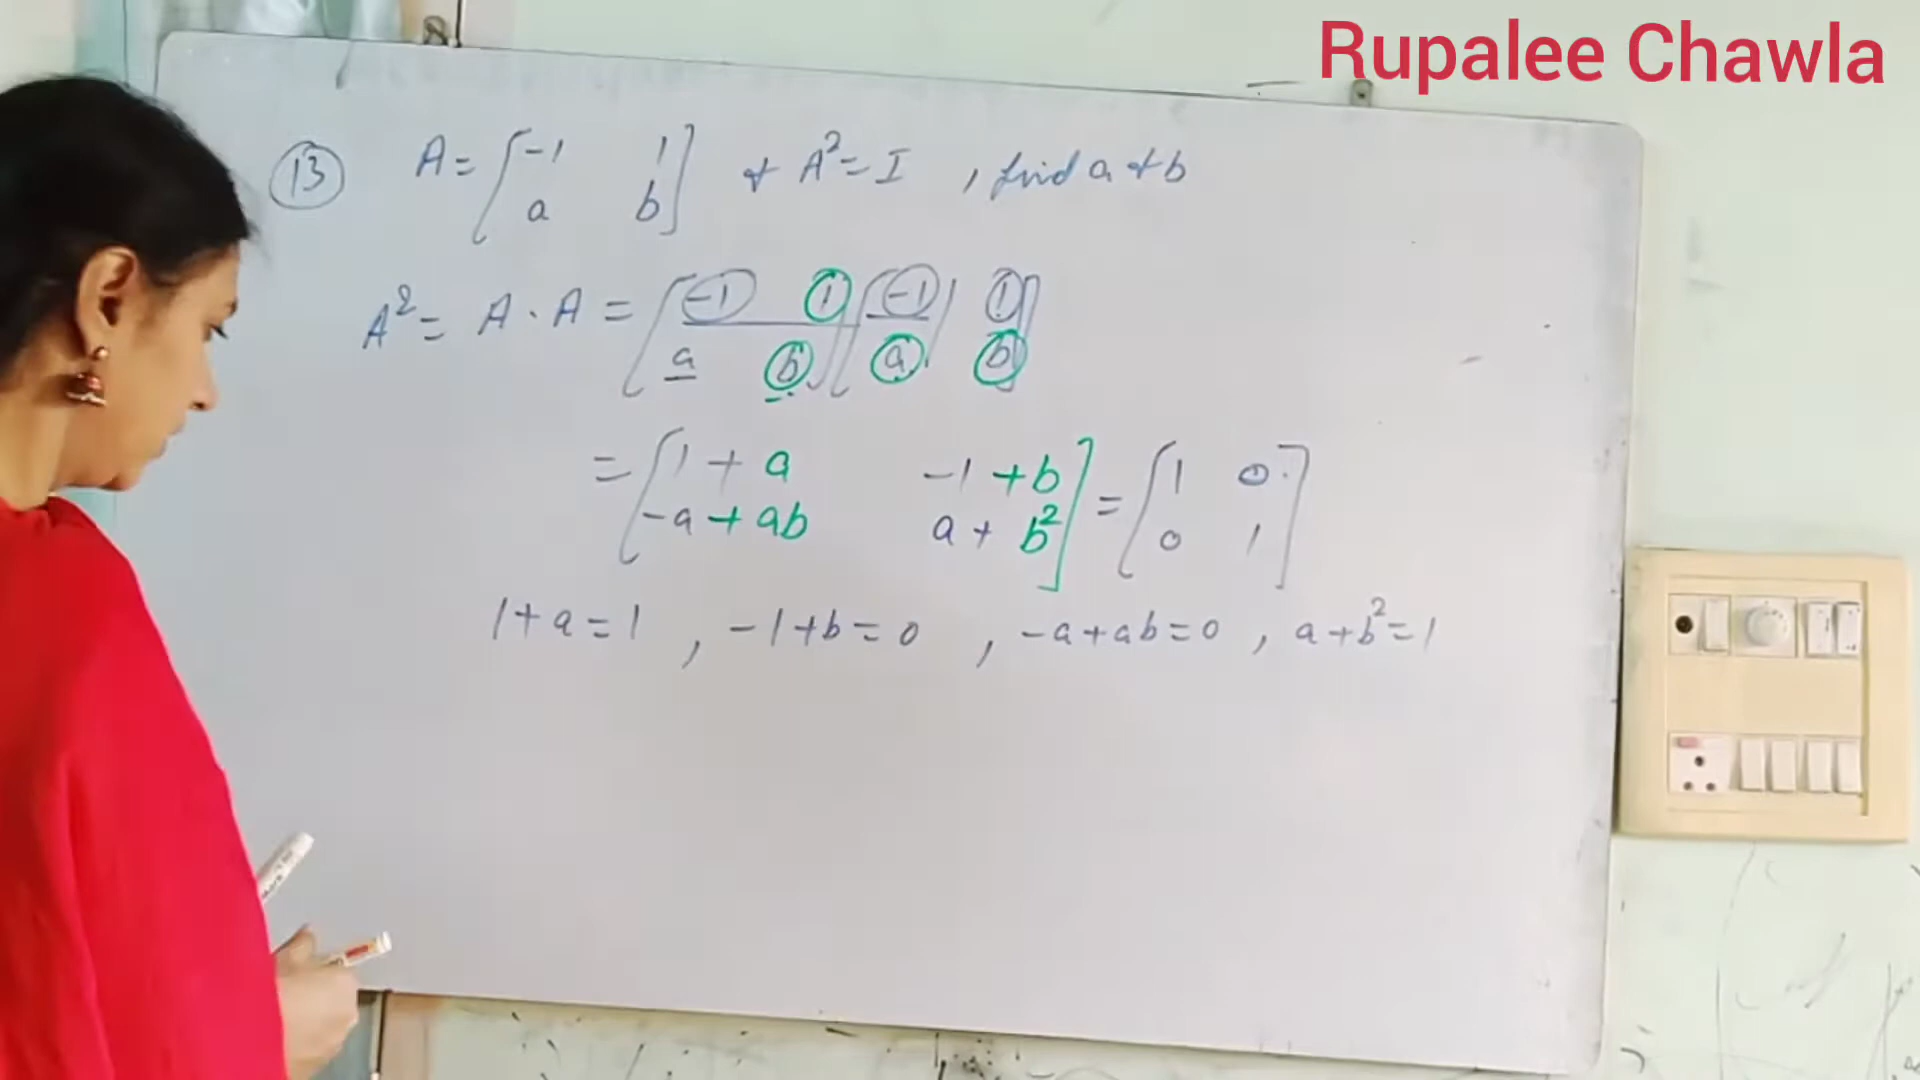 Rupalee Chawla
13 A = [-1 1
a b] & A² = I , find a & b
A² = A · A = [-1 1
a b] [-1 1
a b]
= [1 + a -1 + b
-a + ab a + b²] = [1 0
0 1]
1 + a = 1 , -1 + b = 0 , -a + ab = 0 , a + b² = 1